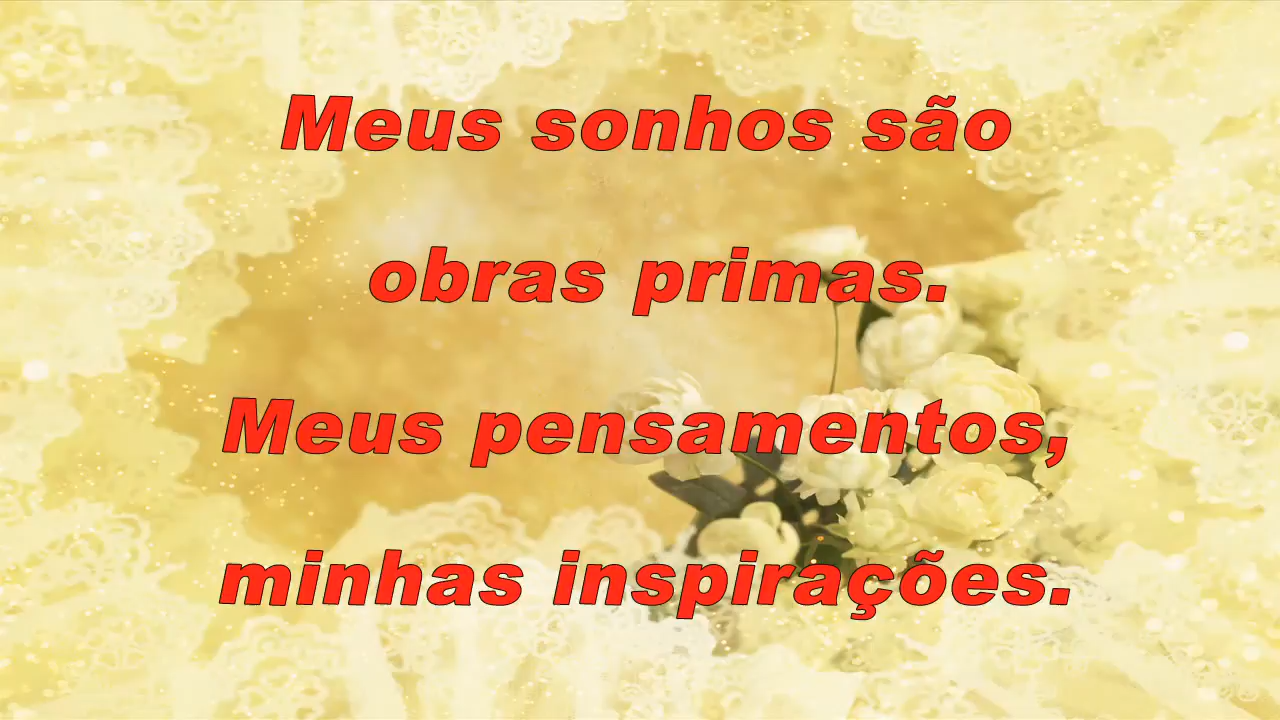 Meus sonhos são
obras primas.
Meus pensamentos,
minhas inspirações.